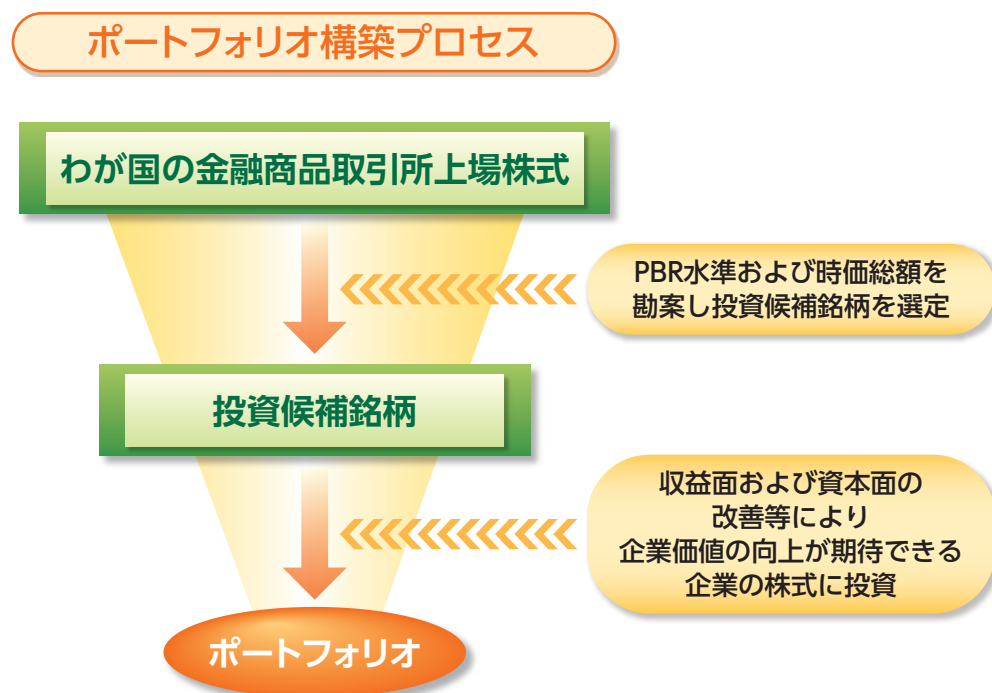 ポートフォリオ構築プロセス
わが国の金融商品取引所上場株式
PBR水準および時価総額を
勘案し投資候補銘柄を選定
投資候補銘柄
収益面および資本面の
改善等により
企業価値の向上が期待できる
企業の株式に投資
ポートフォリオ